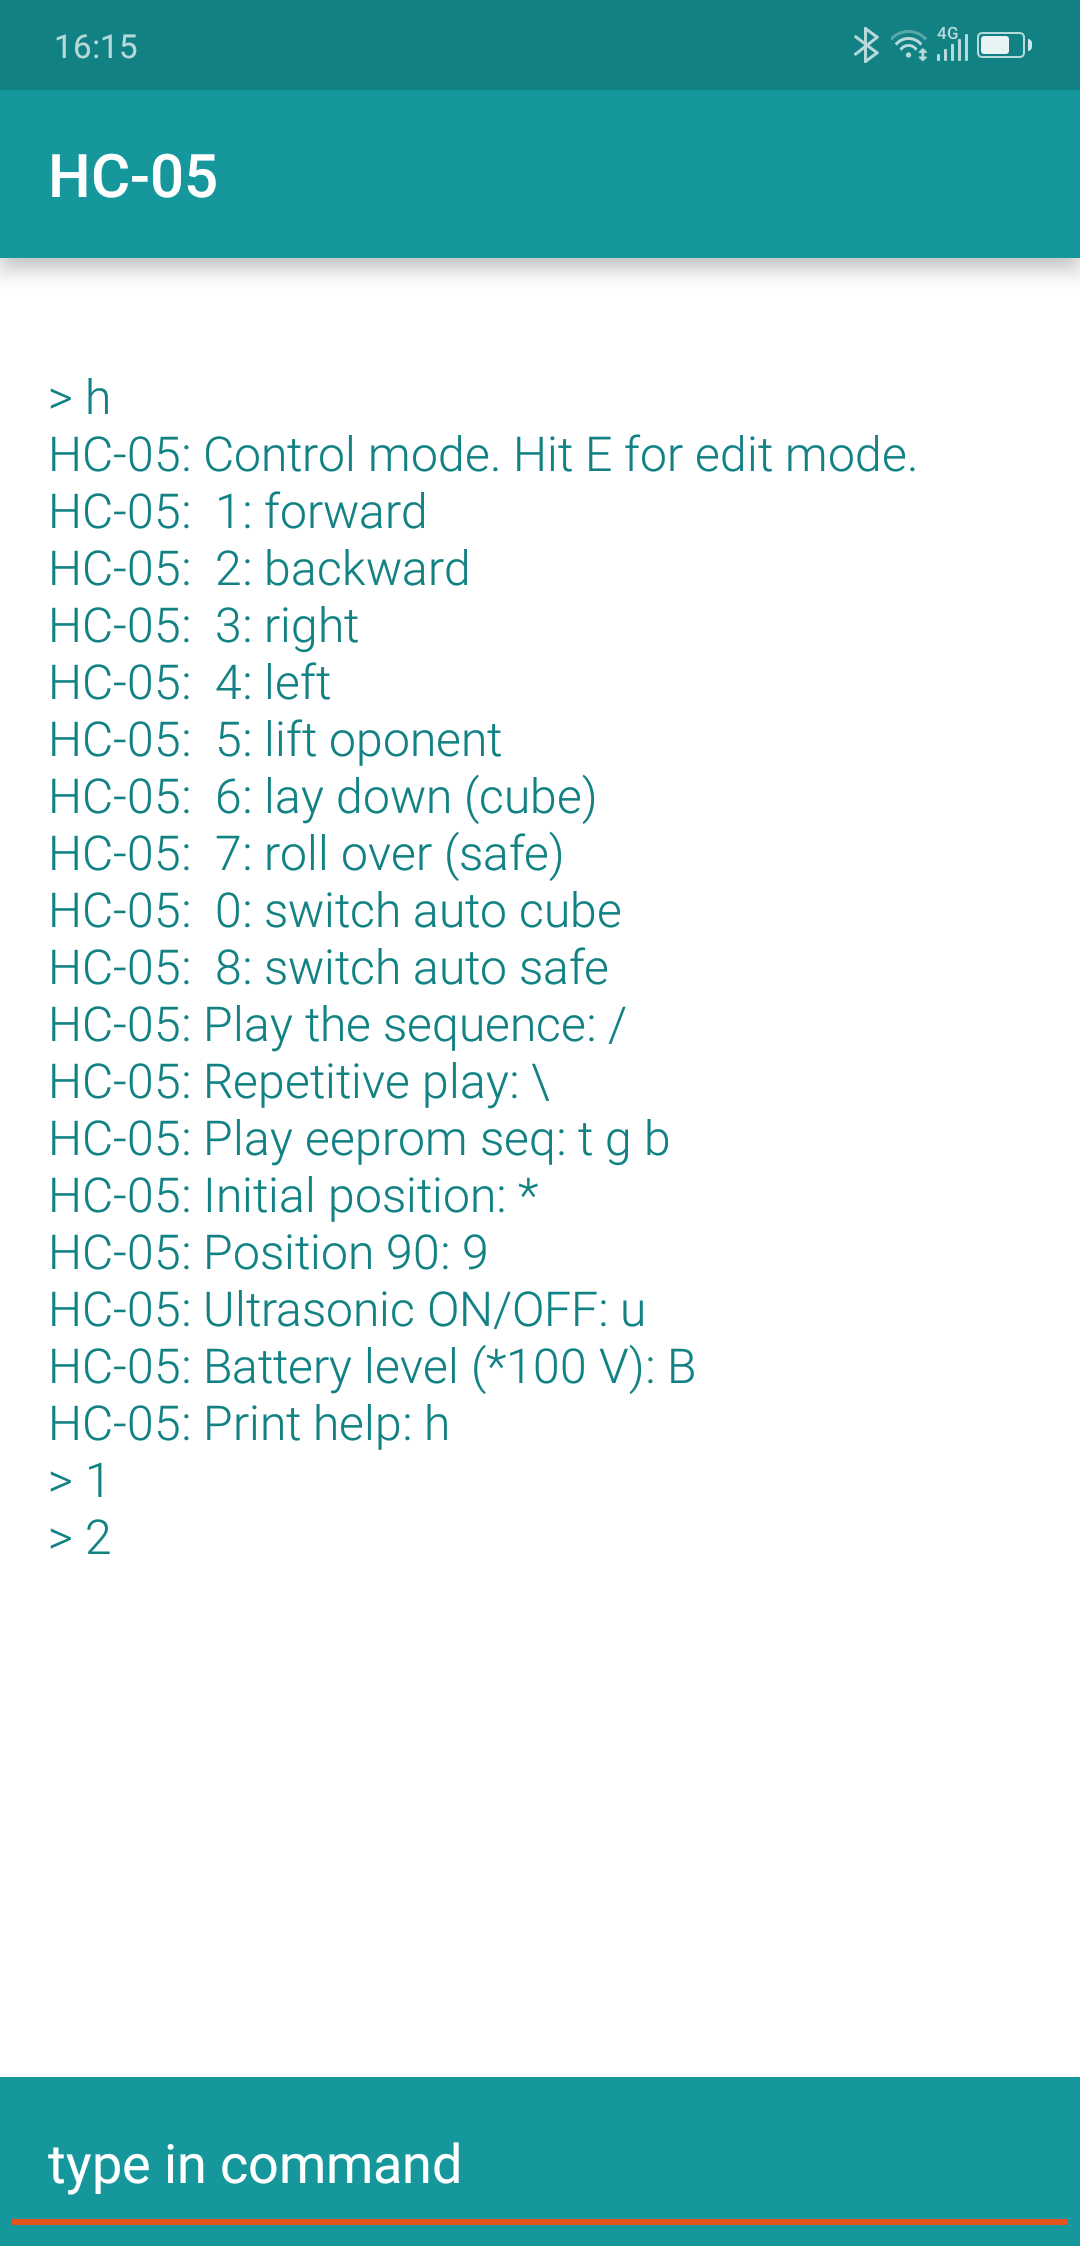 16:15
4G
HC-05
> h
HC-05: Control mode. Hit E for edit mode.
HC-05:  1: forward
HC-05:  2: backward
HC-05:  3: right
HC-05:  4: left
HC-05:  5: lift oponent
HC-05:  6: lay down (cube)
HC-05:  7: roll over (safe)
HC-05:  0: switch auto cube
HC-05:  8: switch auto safe
HC-05: Play the sequence: /
HC-05: Repetitive play: \
HC-05: Play eeprom seq: t g b
HC-05: Initial position: *
HC-05: Position 90: 9
HC-05: Ultrasonic ON/OFF: u
HC-05: Battery level (*100 V): B
HC-05: Print help: h
> 1
> 2
type in command